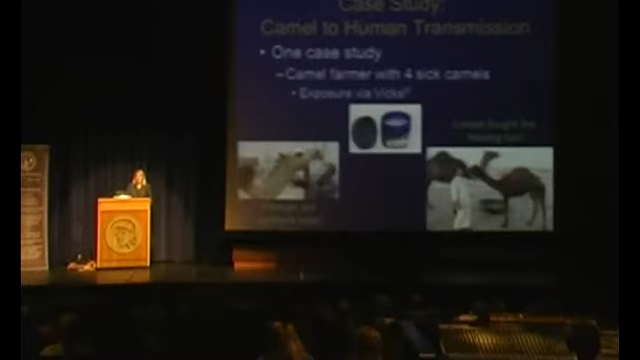 Case Study:
Camel to Human Transmission
• One case study
–Camel farmer with 4 sick camels
• Exposure via Vicks?